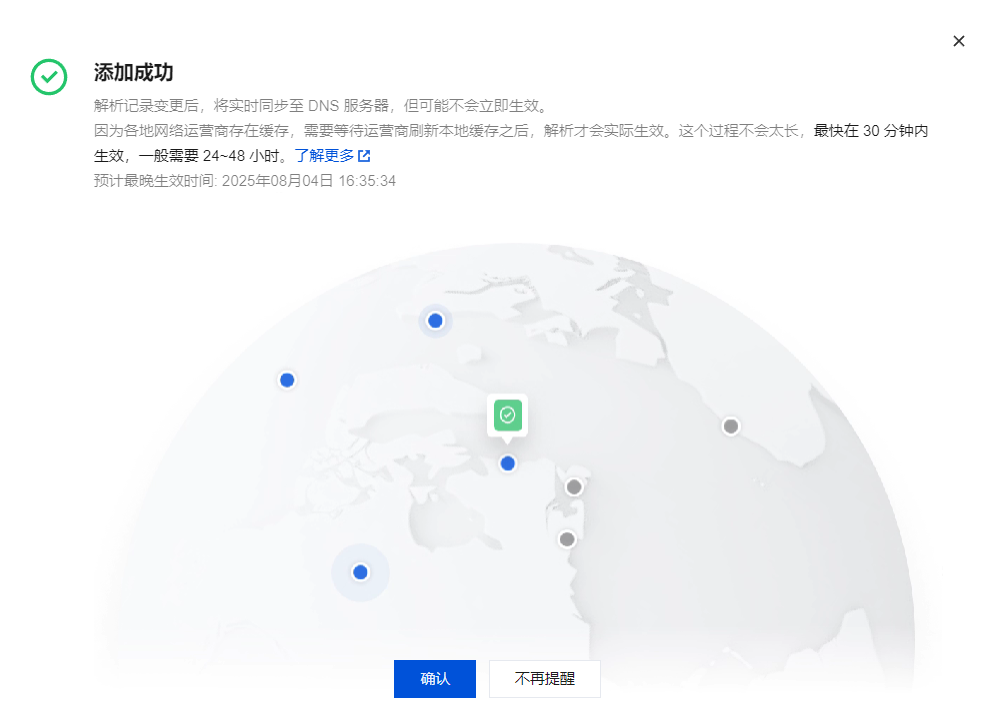 添加成功
解析记录变更后，将实时同步至 DNS 服务器，但可能不会立即生效。
因为各地网络运营商存在缓存，需要等待运营商刷新本地缓存之后，解析才会实际生效。这个过程不会太长，最快在 30 分钟内
生效，一般需要 24~48 小时。了解更多
预计最晚生效时间: 2025年08月04日 16:35:34
确认
不再提醒